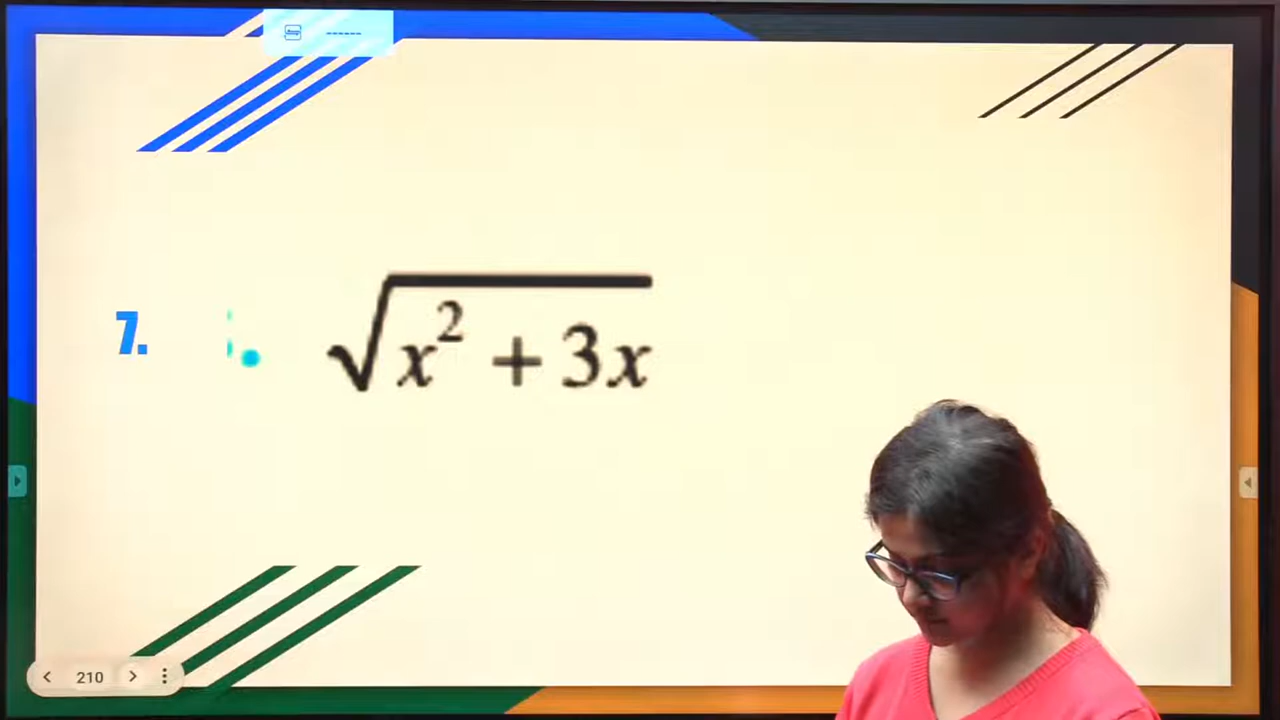 7. √(x² + 3x)
210